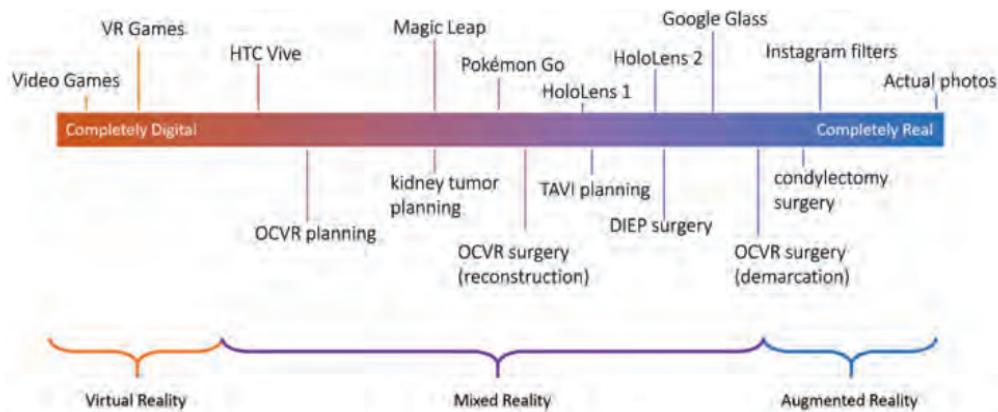 Video Games
VR Games
HTC Vive
Magic Leap
Pokémon Go
HoloLens 1
HoloLens 2
Google Glass
Instagram filters
Actual photos
Completely Digital
Completely Real
OCVR planning
kidney tumor
planning
OCVR surgery
(reconstruction)
TAVI planning
DIEP surgery
OCVR surgery
(demarcation)
condylectomy
surgery
Virtual Reality
Mixed Reality
Augmented Reality